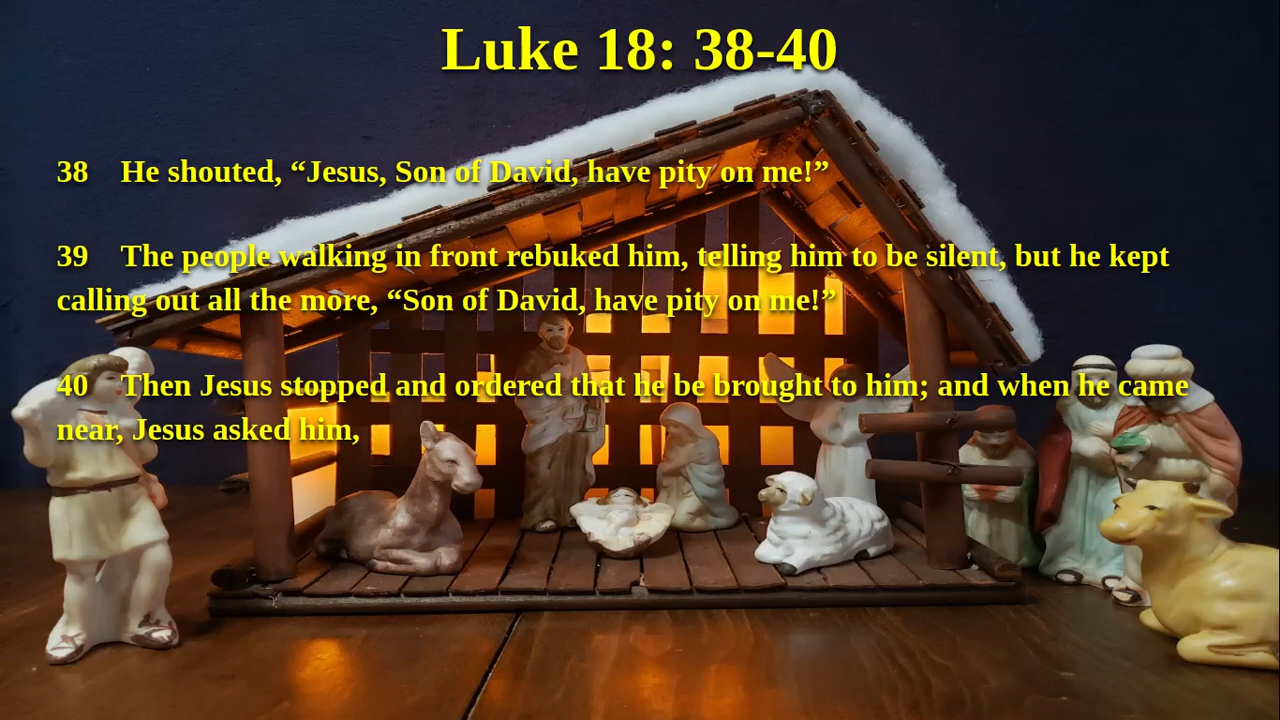 Luke 18: 38-40
38 He shouted, “Jesus, Son of David, have pity on me!”
39 The people walking in front rebuked him, telling him to be silent, but he kept
calling out all the more, “Son of David, have pity on me!”
40 Then Jesus stopped and ordered that he be brought to him; and when he came
near, Jesus asked him,